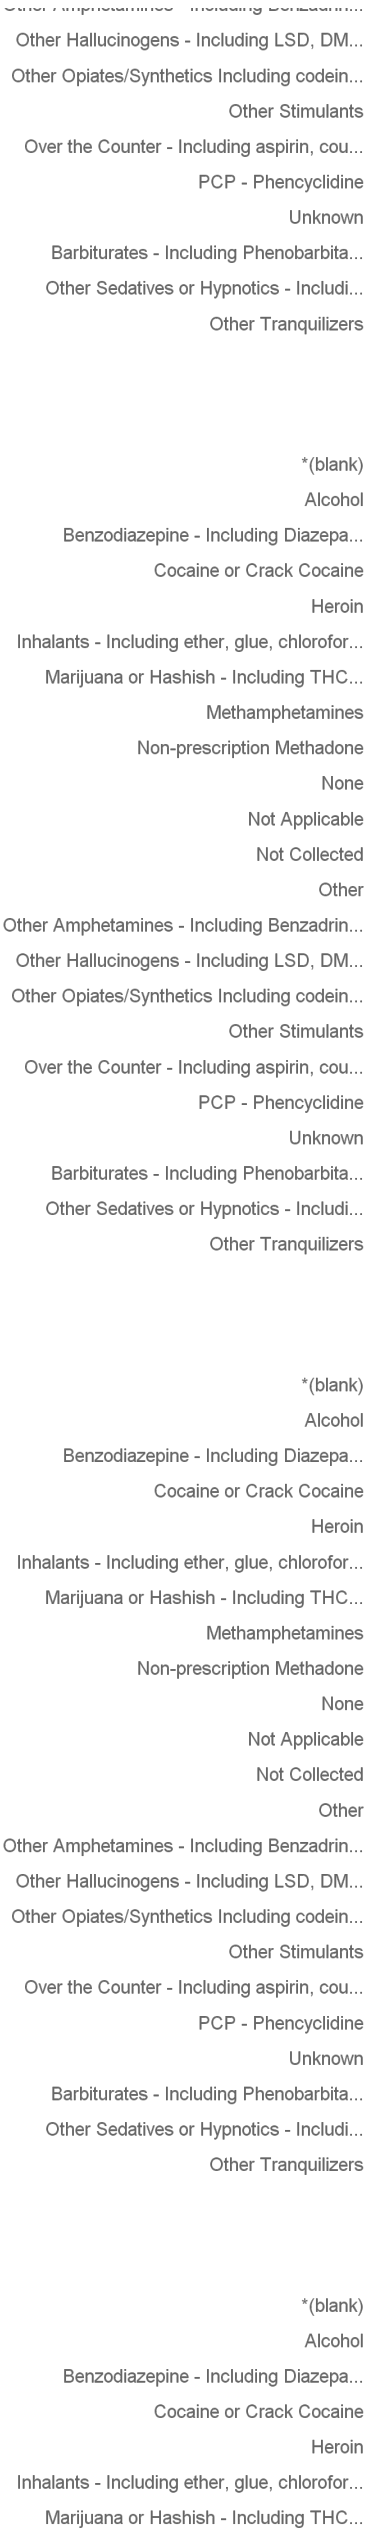 Other Amphetamines - Including Benzadrin...
Other Hallucinogens - Including LSD, DM...
Other Opiates/Synthetics Including codein...
Other Stimulants
Over the Counter - Including aspirin, cou...
PCP - Phencyclidine
Unknown
Barbiturates - Including Phenobarbita...
Other Sedatives or Hypnotics - Includi...
Other Tranquilizers
*(blank)
Alcohol
Benzodiazepine - Including Diazepa...
Cocaine or Crack Cocaine
Heroin
Inhalants - Including ether, glue, chlorofor...
Marijuana or Hashish - Including THC...
Methamphetamines
Non-prescription Methadone
None
Not Applicable
Not Collected
Other
Other Amphetamines - Including Benzadrin...
Other Hallucinogens - Including LSD, DM...
Other Opiates/Synthetics Including codein...
Other Stimulants
Over the Counter - Including aspirin, cou...
PCP - Phencyclidine
Unknown
Barbiturates - Including Phenobarbita...
Other Sedatives or Hypnotics - Includi...
Other Tranquilizers
*(blank)
Alcohol
Benzodiazepine - Including Diazepa...
Cocaine or Crack Cocaine
Heroin
Inhalants - Including ether, glue, chlorofor...
Marijuana or Hashish - Including THC...
Methamphetamines
Non-prescription Methadone
None
Not Applicable
Not Collected
Other
Other Amphetamines - Including Benzadrin...
Other Hallucinogens - Including LSD, DM...
Other Opiates/Synthetics Including codein...
Other Stimulants
Over the Counter - Including aspirin, cou...
PCP - Phencyclidine
Unknown
Barbiturates - Including Phenobarbita...
Other Sedatives or Hypnotics - Includi...
Other Tranquilizers
*(blank)
Alcohol
Benzodiazepine - Including Diazepa...
Cocaine or Crack Cocaine
Heroin
Inhalants - Including ether, glue, chlorofor...
Marijuana or Hashish - Including THC...